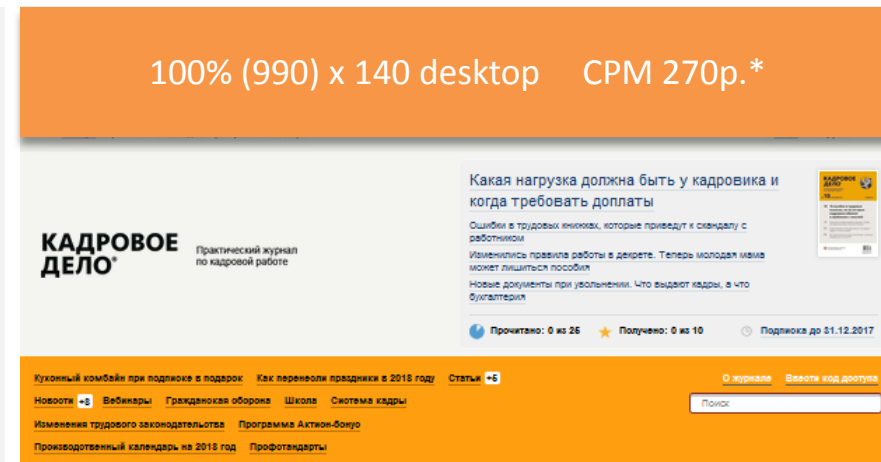 100% (990) x 140 desktop CPM 270р.*
Какая нагрузка должна быть у кадровика и
когда требовать доплаты
Ошибки в трудовых книжках, которые приведут к скандалу с
работником
Изменились правила работы в декрете. Теперь молодая мама
может лишиться пособия
Новые документы при увольнении. Что выдают кадры, а что
бухгалтерия
КАДРОВОЕ
ДЕЛО®
Практический журнал
по кадровой работе
КАДРОВОЕ
ДЕЛО
Прочитано: 0 из 25 Получено: 0 из 10 Подписка до 31.12.2017
Кухонный комбайн при подписке в подарок Как перенесли праздники в 2018 году Статьи +5 О журнале Ввести код доступа
Новости +8 Вебинары Гражданская оборона Школа Система кадры Поиск
Изменения трудового законодательства Программа Актион-бонус
Производственный календарь на 2018 год Профстандарты